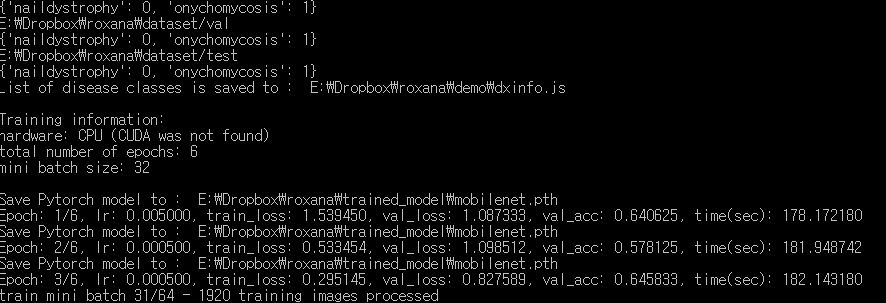 {'naildystrophy': 0, 'onychomycosis': 1}
E:₩Dropbox₩roxana₩dataset/val
{'naildystrophy': 0, 'onychomycosis': 1}
E:₩Dropbox₩roxana₩dataset/test
{'naildystrophy': 0, 'onychomycosis': 1}
List of disease classes is saved to :  E:₩Dropbox₩roxana₩demo₩dxinfo.js
Training information:
hardware: CPU (CUDA was not found)
total number of epochs: 6
mini batch size: 32
Save Pytorch model to :  E:₩Dropbox₩roxana₩trained_model₩mobilenet.pth
Epoch: 1/6, lr: 0.005000, train_loss: 1.539450, val_loss: 1.087333, val_acc: 0.640625, time(sec): 178.172180
Save Pytorch model to :  E:₩Dropbox₩roxana₩trained_model₩mobilenet.pth
Epoch: 2/6, lr: 0.000500, train_loss: 0.533454, val_loss: 1.098512, val_acc: 0.578125, time(sec): 181.948742
Save Pytorch model to :  E:₩Dropbox₩roxana₩trained_model₩mobilenet.pth
Epoch: 3/6, lr: 0.000500, train_loss: 0.295145, val_loss: 0.827589, val_acc: 0.645833, time(sec): 182.143180
train mini batch 31/64 - 1920 training images processed